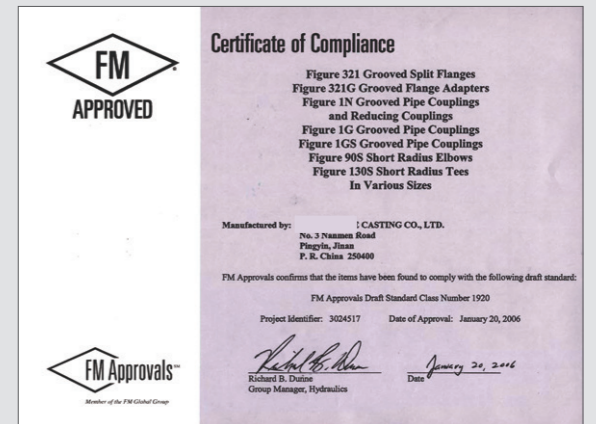 FM
APPROVED
Certificate of Compliance
Figure 321 Grooved Split Flanges
Figure 321G Grooved Flange Adapters
Figure 1N Grooved Pipe Couplings
and Reducing Couplings
Figure 1G Grooved Pipe Couplings
Figure 1GS Grooved Pipe Couplings
Figure 90S Short Radius Elbows
Figure 130S Short Radius Tees
In Various Sizes
Manufactured by: CASTING CO., LTD.
No. 3 Nanmen Road
Pingyin, Jinan
P. R. China 250400
FM Approvals confirms that the items have been found to comply with the following draft standard:
FM Approvals Draft Standard Class Number 1920
Project Identifier: 3024517 Date of Approval: January 20, 2006
January 20, 2006
Richard B. Dunne Date
Group Manager, Hydraulics
FM Approvals℠
Member of the FM Global Group